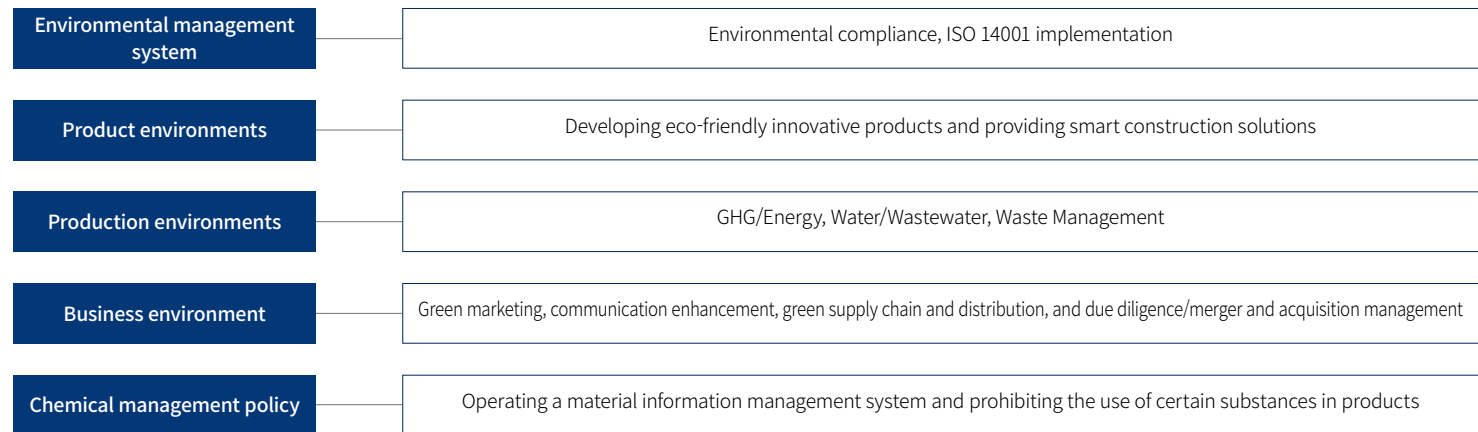 Environmental management
system
Environmental compliance, ISO 14001 implementation
Product environments
Developing eco-friendly innovative products and providing smart construction solutions
Production environments
GHG/Energy, Water/Wastewater, Waste Management
Business environment
Green marketing, communication enhancement, green supply chain and distribution, and due diligence/merger and acquisition management
Chemical management policy
Operating a material information management system and prohibiting the use of certain substances in products